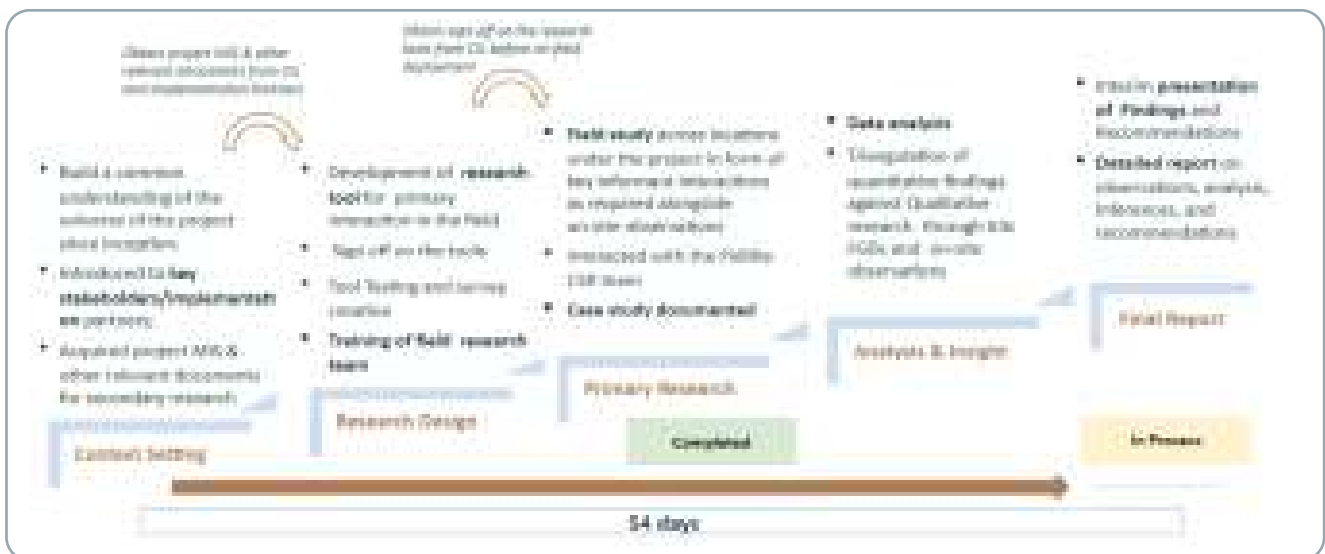 Obtain project MIS & other
relevant documents from
and Implementation Partners
sign off on the research
tools from before on field
deployment
• Build a common
understanding of the
universe of the project
since inception
• Introduced to key
stakeholders/implementati
on partners
• Acquired project MIS &
other relevant documents
for secondary research
Context Setting
• Development of research
tool for primary
interaction in the field
• Sign off on the tools
• Tool Testing and survey
creation
• Training of field research
team
Research Design
• Field study across locations
under the project in form of
key informant interactions
as required alongside
on-site observations
• Interacted with the
CSR team
• Case study documented
Primary Research
• Data analysis
• Triangulation of
quantitative findings
against Qualitative
research through
FGDs and on-site
observations
Analysis & Insight
• Interim presentation
of Findings and
Recommendations
• Detailed report on
observations, analysis,
inferences, and
recommendations
Final Report
Completed
In Process
54 days